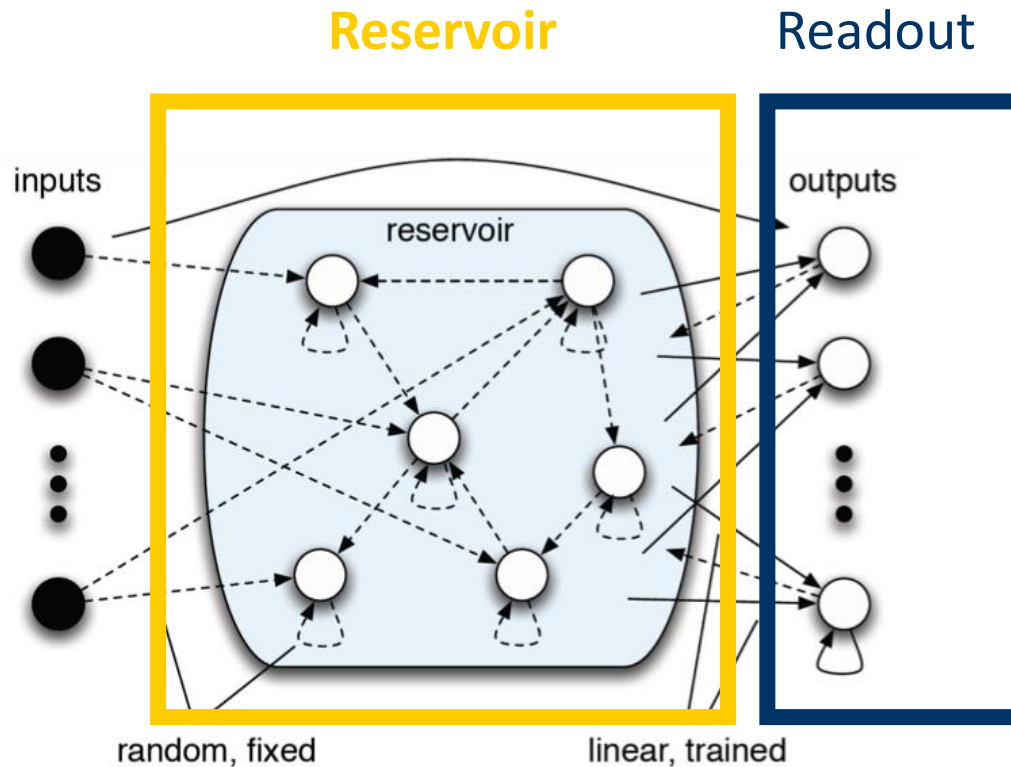 Reservoir
Readout
inputs
outputs
reservoir
random, fixed
linear, trained